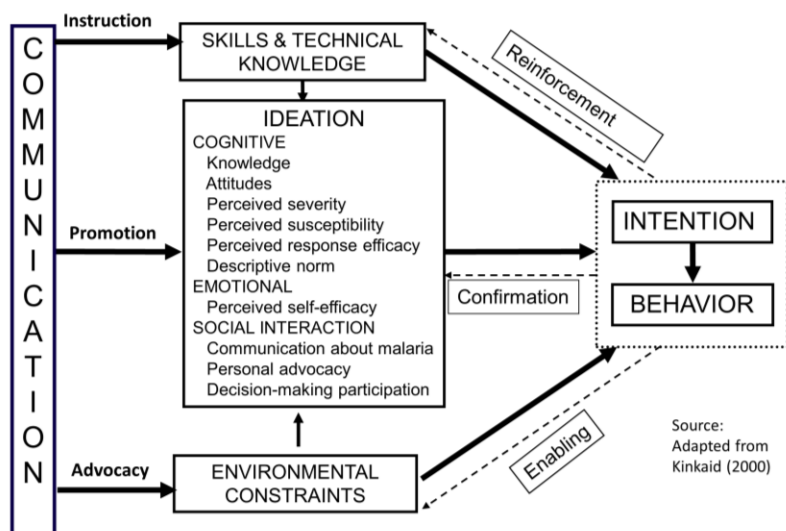 COMMUNICATION
Instruction
SKILLS & TECHNICAL
KNOWLEDGE
Reinforcement
IDEATION
COGNITIVE
Knowledge
Attitudes
Perceived severity
Perceived susceptibility
Perceived response efficacy
Descriptive norm
EMOTIONAL
Perceived self-efficacy
SOCIAL INTERACTION
Communication about malaria
Personal advocacy
Decision-making participation
Promotion
Confirmation
INTENTION
BEHAVIOR
Advocacy
ENVIRONMENTAL
CONSTRAINTS
Enabling
Source:
Adapted from
Kinkaid (2000)